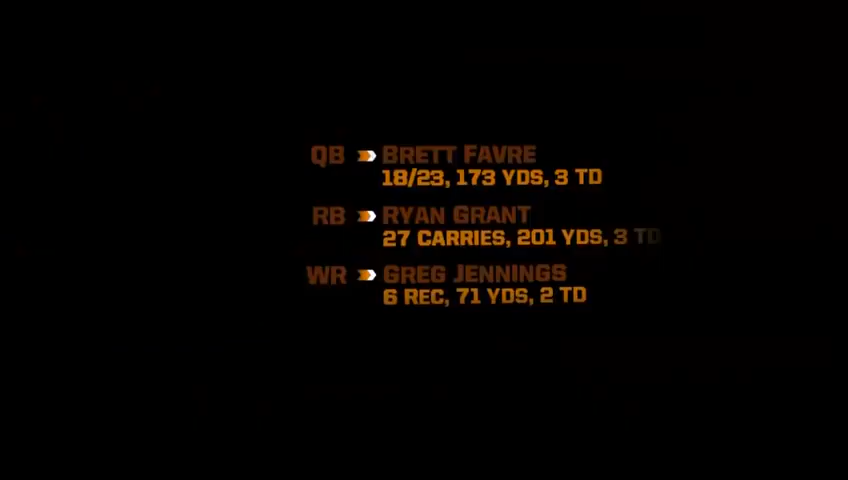 QB BRETT FAVRE
18/23, 173 YDS, 3 TD
RB RYAN GRANT
27 CARRIES, 201 YDS, 3 TD
WR GREG JENNINGS
6 REC, 71 YDS, 2 TD